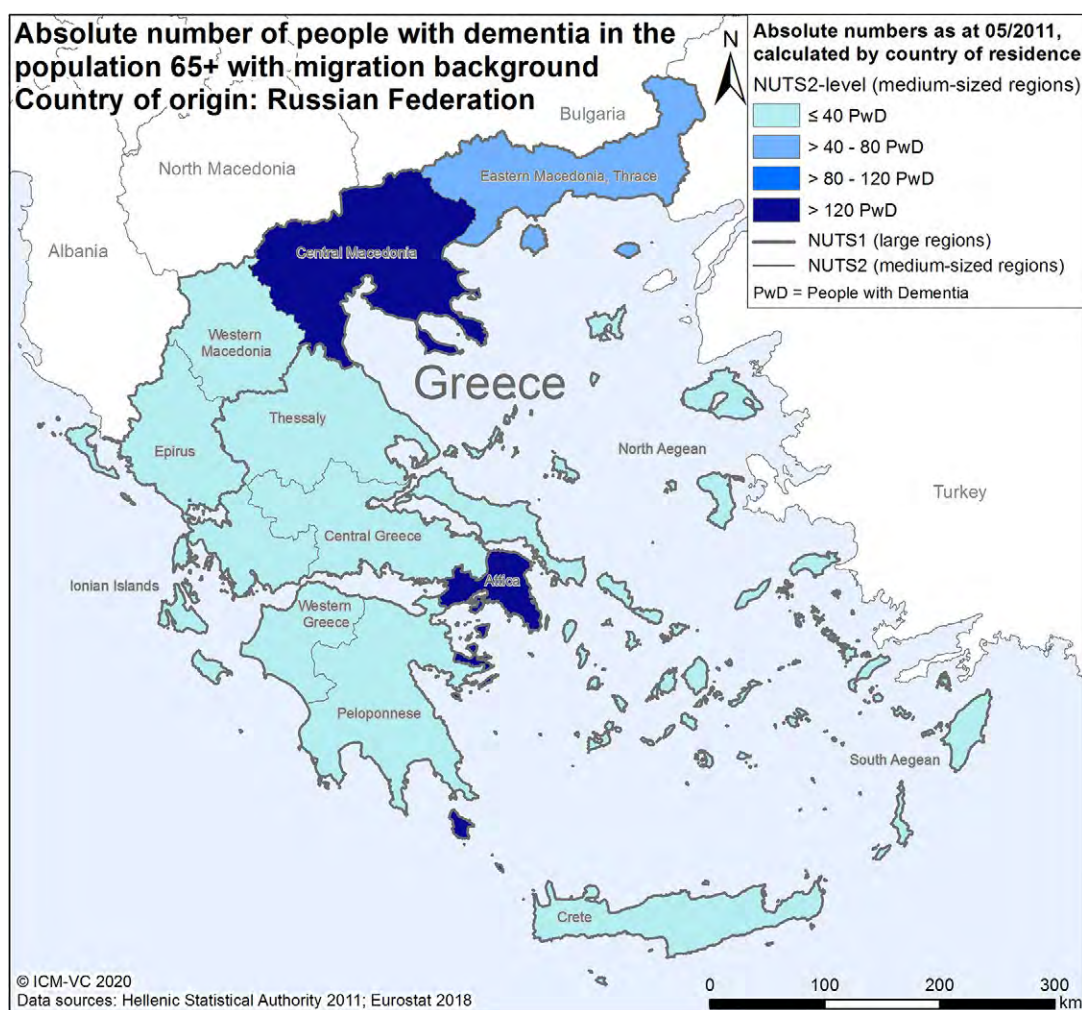 Absolute number of people with dementia in the
population 65+ with migration background
Country of origin: Russian Federation
N
Absolute numbers as at 05/2011,
calculated by country of residence
NUTS2-level (medium-sized regions)
≤ 40 PwD
> 40 - 80 PwD
> 80 - 120 PwD
> 120 PwD
NUTS1 (large regions)
NUTS2 (medium-sized regions)
PwD = People with Dementia
Bulgaria
North Macedonia
Eastern Macedonia, Thrace
Albania
Central Macedonia
Western
Macedonia
Greece
Thessaly
Epirus
North Aegean
Turkey
Central Greece
Attica
Ionian Islands
Western
Greece
Peloponnese
South Aegean
Crete
© ICM-VC 2020
Data sources: Hellenic Statistical Authority 2011; Eurostat 2018
0 100 200 300
km